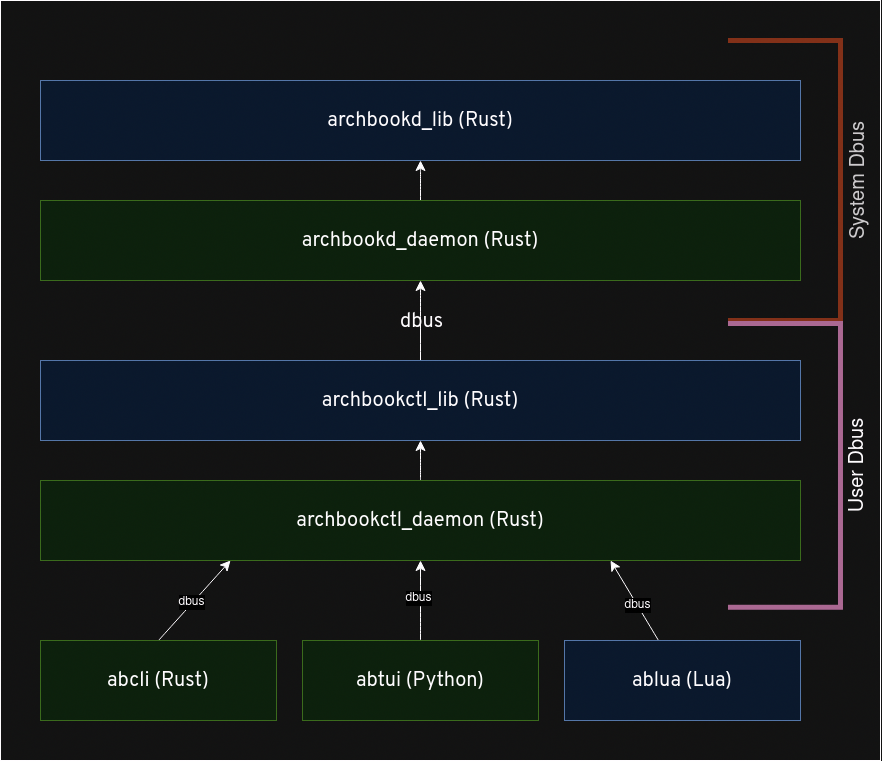 archbookd_lib (Rust)
System Dbus
archbookd_daemon (Rust)
dbus
archbookctl_lib (Rust)
User Dbus
archbookctl_daemon (Rust)
dbus
dbus
dbus
abcli (Rust)
abtui (Python)
ablua (Lua)